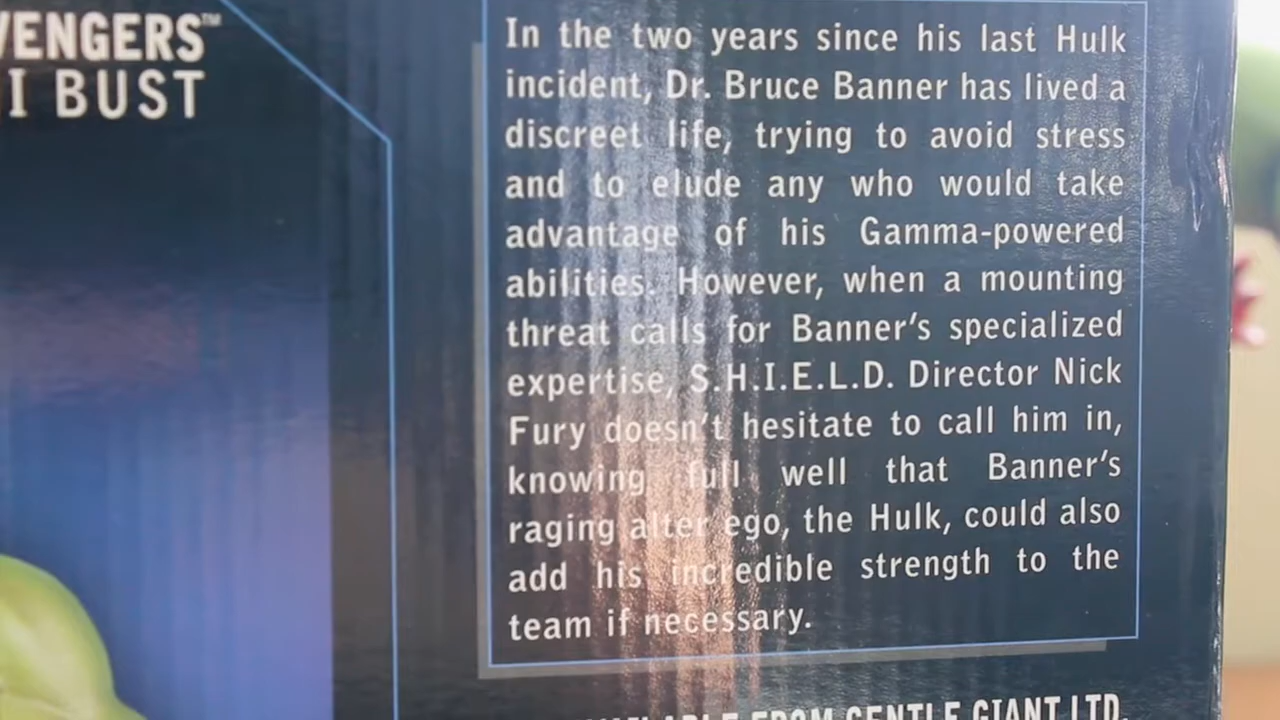 VENGERS™
I BUST
In the two years since his last Hulk
incident, Dr. Bruce Banner has lived a
discreet life, trying to avoid stress
and to elude any who would take
advantage of his Gamma-powered
abilities. However, when a mounting
threat calls for Banner's specialized
expertise, S.H.I.E.L.D. Director Nick
Fury doesn't hesitate to call him in,
knowing full well that Banner's
raging alter ego, the Hulk, could also
add his incredible strength to the
team if necessary.
AVAILABLE FROM GENTLE GIANT LTD.